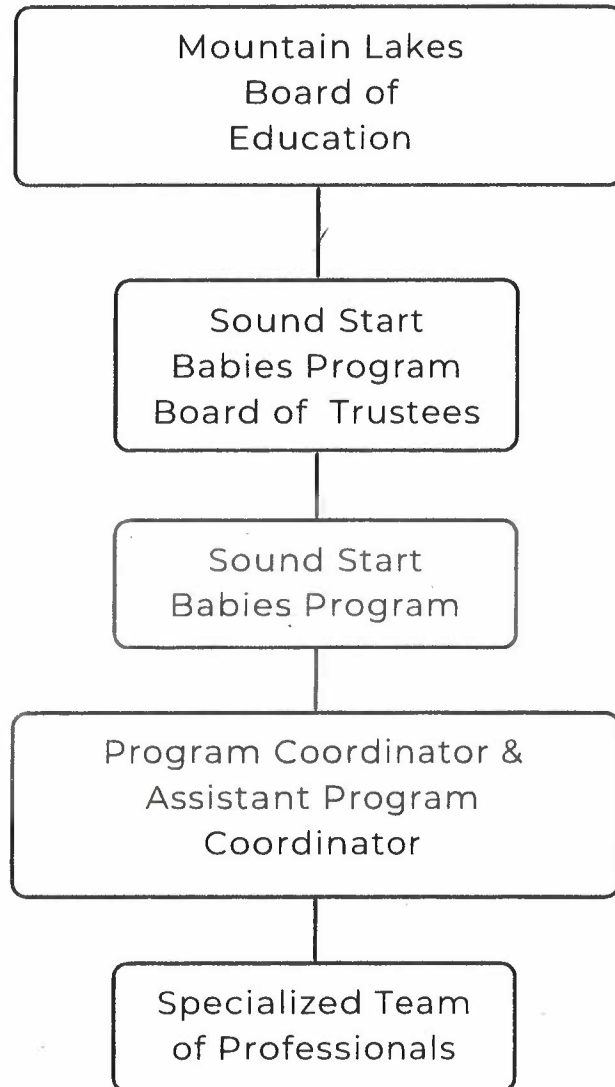 Mountain Lakes
Board of
Education
Sound Start
Babies Program
Board of Trustees
Sound Start
Babies Program
Program Coordinator &
Assistant Program
Coordinator
Specialized Team
of Professionals